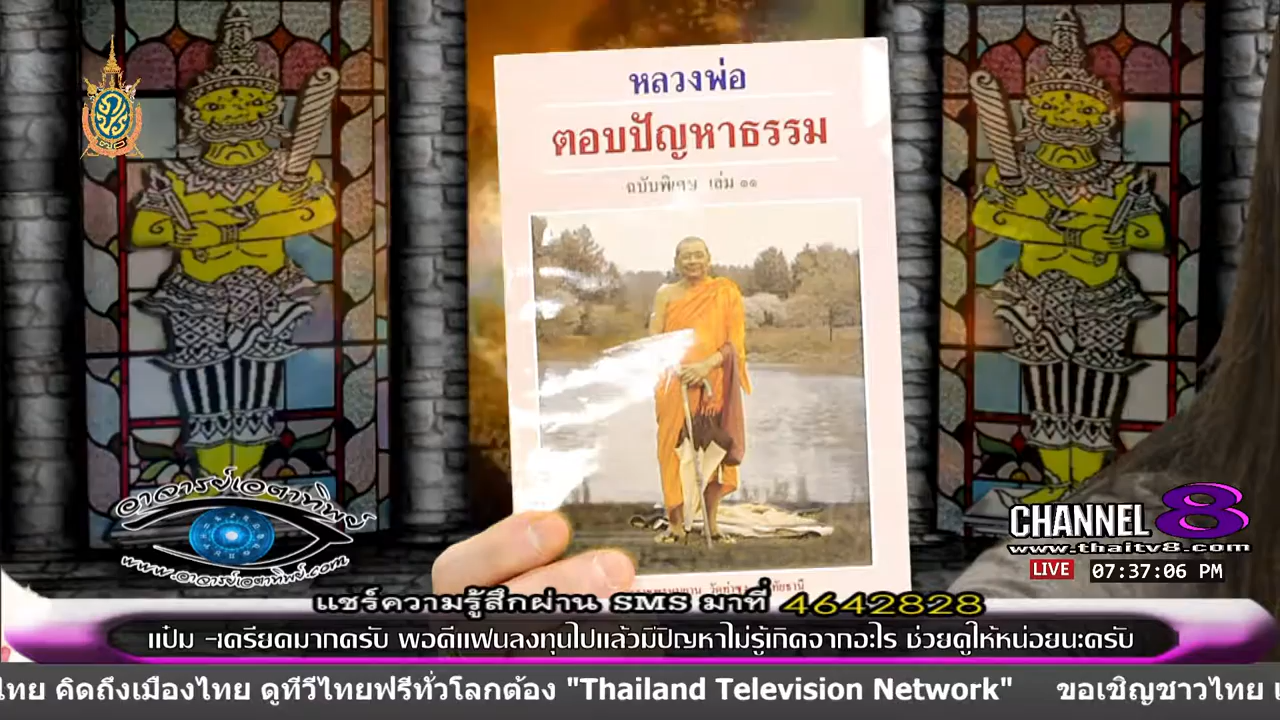 หลวงพ่อ
ตอบปัญหาธรรม
ฉบับพิเศษ เล่ม ๑๑
อาจารย์เอตาทิพย์
www.อาจารย์เอตาทิพย์.com
CHANNEL 8
www.thaitv8.com
LIVE 07:37:06 PM
แชร์ความรู้สึกผ่าน SMS มาที่ 4642828
แป๋ม -เครียดมากครับ พอดีแฟนลงทุนไปแล้วมีปัญหาไม่รู้เกิดจากอะไร ช่วยดูให้หน่อยนะครับ
ไทย คิดถึงเมืองไทย ดูทีวีไทยฟรีทั่วโลกต้อง "Thailand Television Network" ขอเชิญชาวไทย